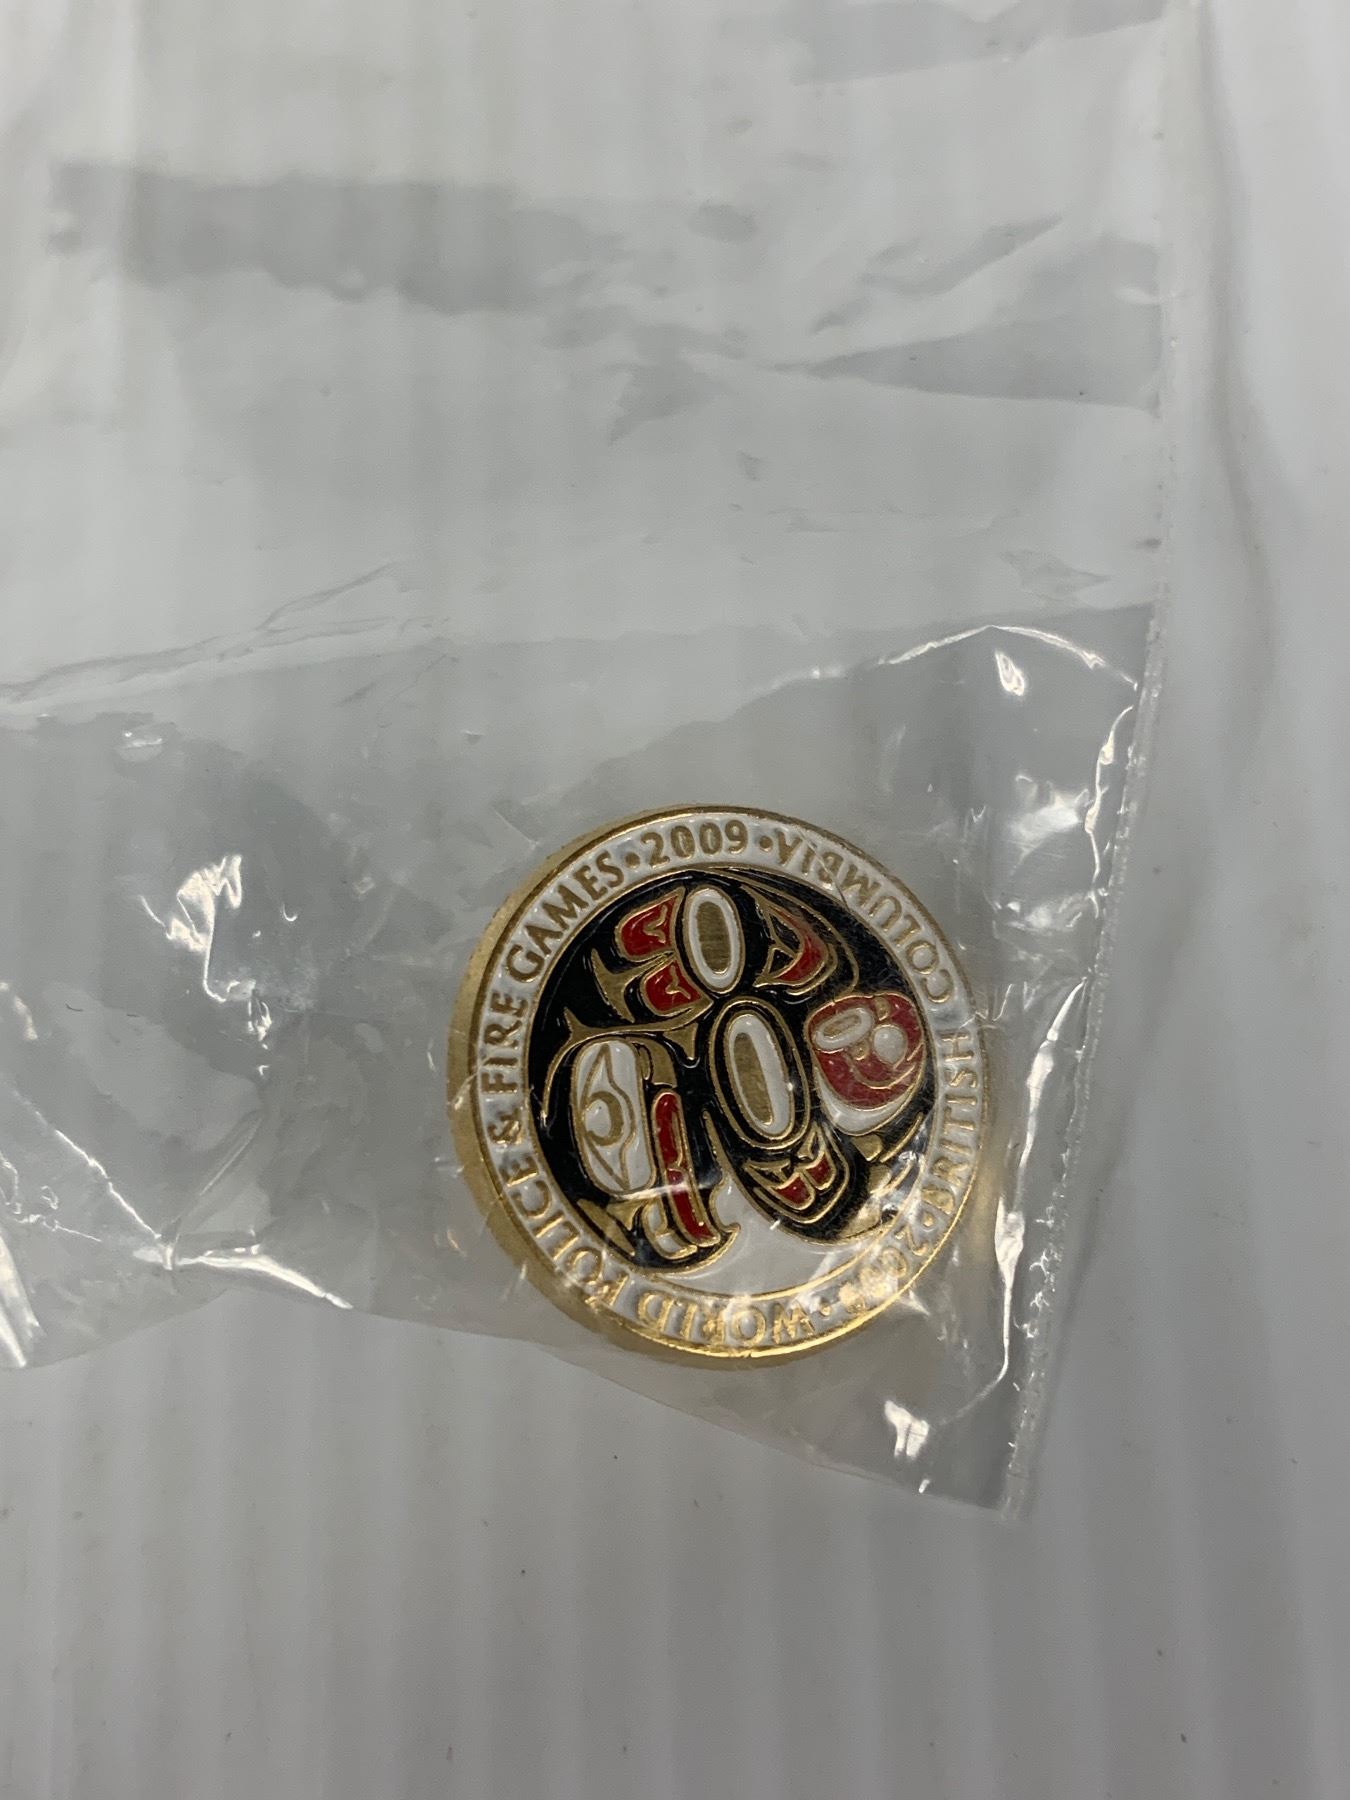 WORLD POLICE & FIRE GAMES • 2009 •
BRITISH COLUMBIA • 2009 •